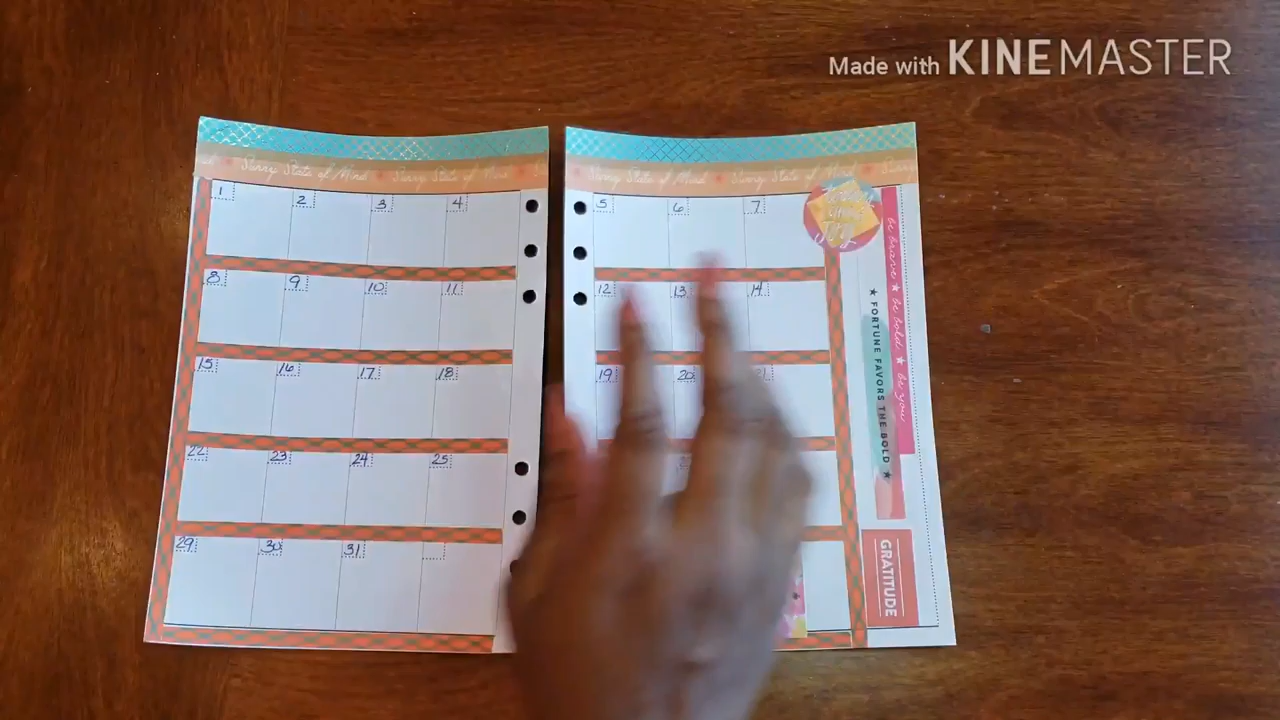 Made with KINEMASTER
Sunny State of Mind Sunny State of Mind Su
Sunny State of Mind Sunny State of Mind Sunny
1 2 3 4 5 6 7
8 9 10 11 12 13 14
15 16 17 18 19 20 21
22 23 24 25
29 30 31
be brave ★ be bold ★ be you
★ FORTUNE FAVORS THE BOLD ★
GRATITUDE